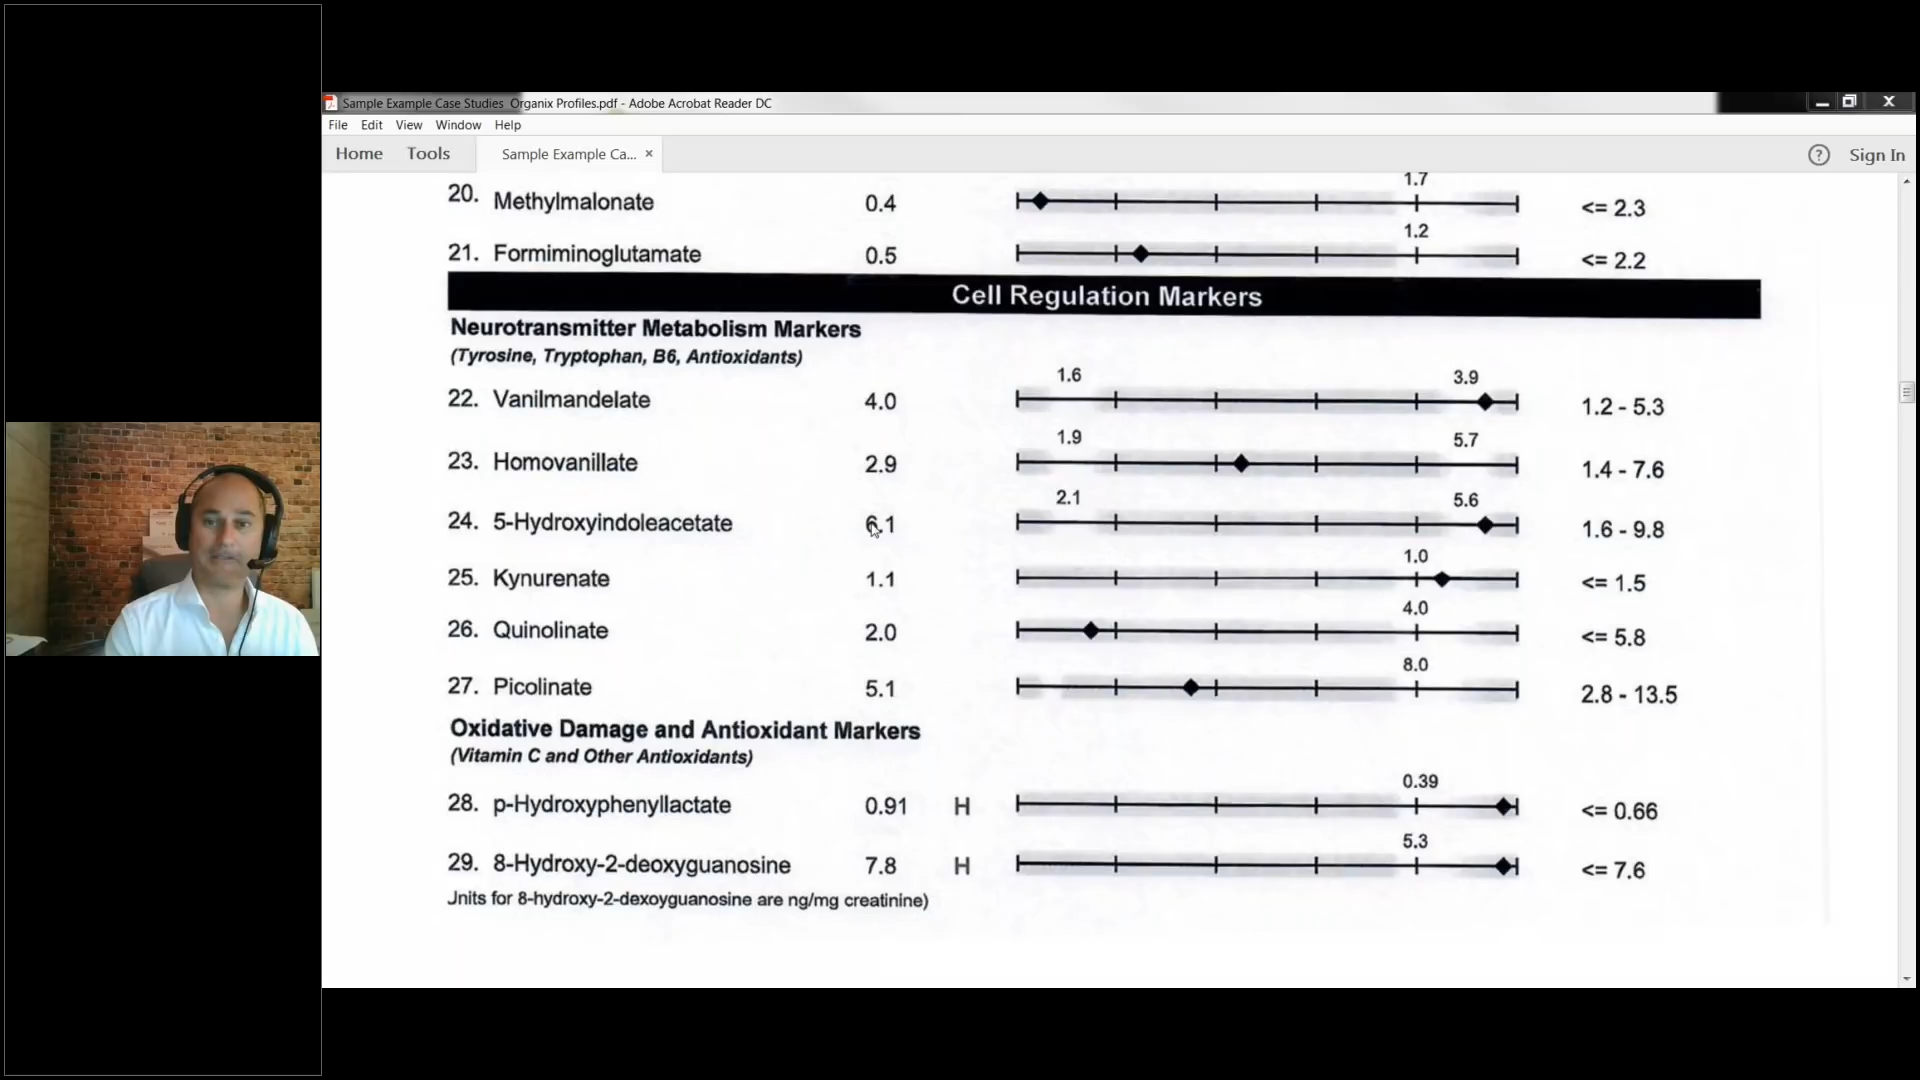 Sample Example Case Studies Organix Profiles.pdf - Adobe Acrobat Reader DC
File Edit View Window Help
Home Tools Sample Example Ca... × ? Sign In
20. Methylmalonate 0.4 1.7 <= 2.3
21. Formiminoglutamate 0.5 1.2 <= 2.2
Cell Regulation Markers
Neurotransmitter Metabolism Markers
(Tyrosine, Tryptophan, B6, Antioxidants)
22. Vanilmandelate 4.0 1.6 3.9 1.2 - 5.3
23. Homovanillate 2.9 1.9 5.7 1.4 - 7.6
24. 5-Hydroxyindoleacetate 6.1 2.1 5.6 1.6 - 9.8
25. Kynurenate 1.1 1.0 <= 1.5
26. Quinolinate 2.0 4.0 <= 5.8
27. Picolinate 5.1 8.0 2.8 - 13.5
Oxidative Damage and Antioxidant Markers
(Vitamin C and Other Antioxidants)
28. p-Hydroxyphenyllactate 0.91 H 0.39 <= 0.66
29. 8-Hydroxy-2-deoxyguanosine 7.8 H 5.3 <= 7.6
Jnits for 8-hydroxy-2-dexoyguanosine are ng/mg creatinine)